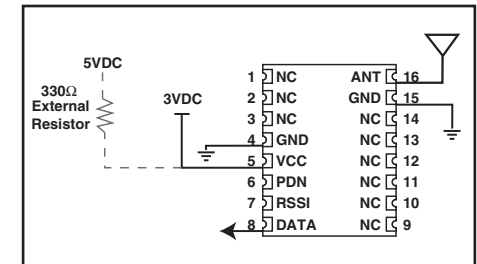 5VDC
330Ω
External
Resistor
3VDC
1 NC ANT 16
2 NC GND 15
3 NC NC 14
4 GND NC 13
5 VCC NC 12
6 PDN NC 11
7 RSSI NC 10
8 DATA NC 9